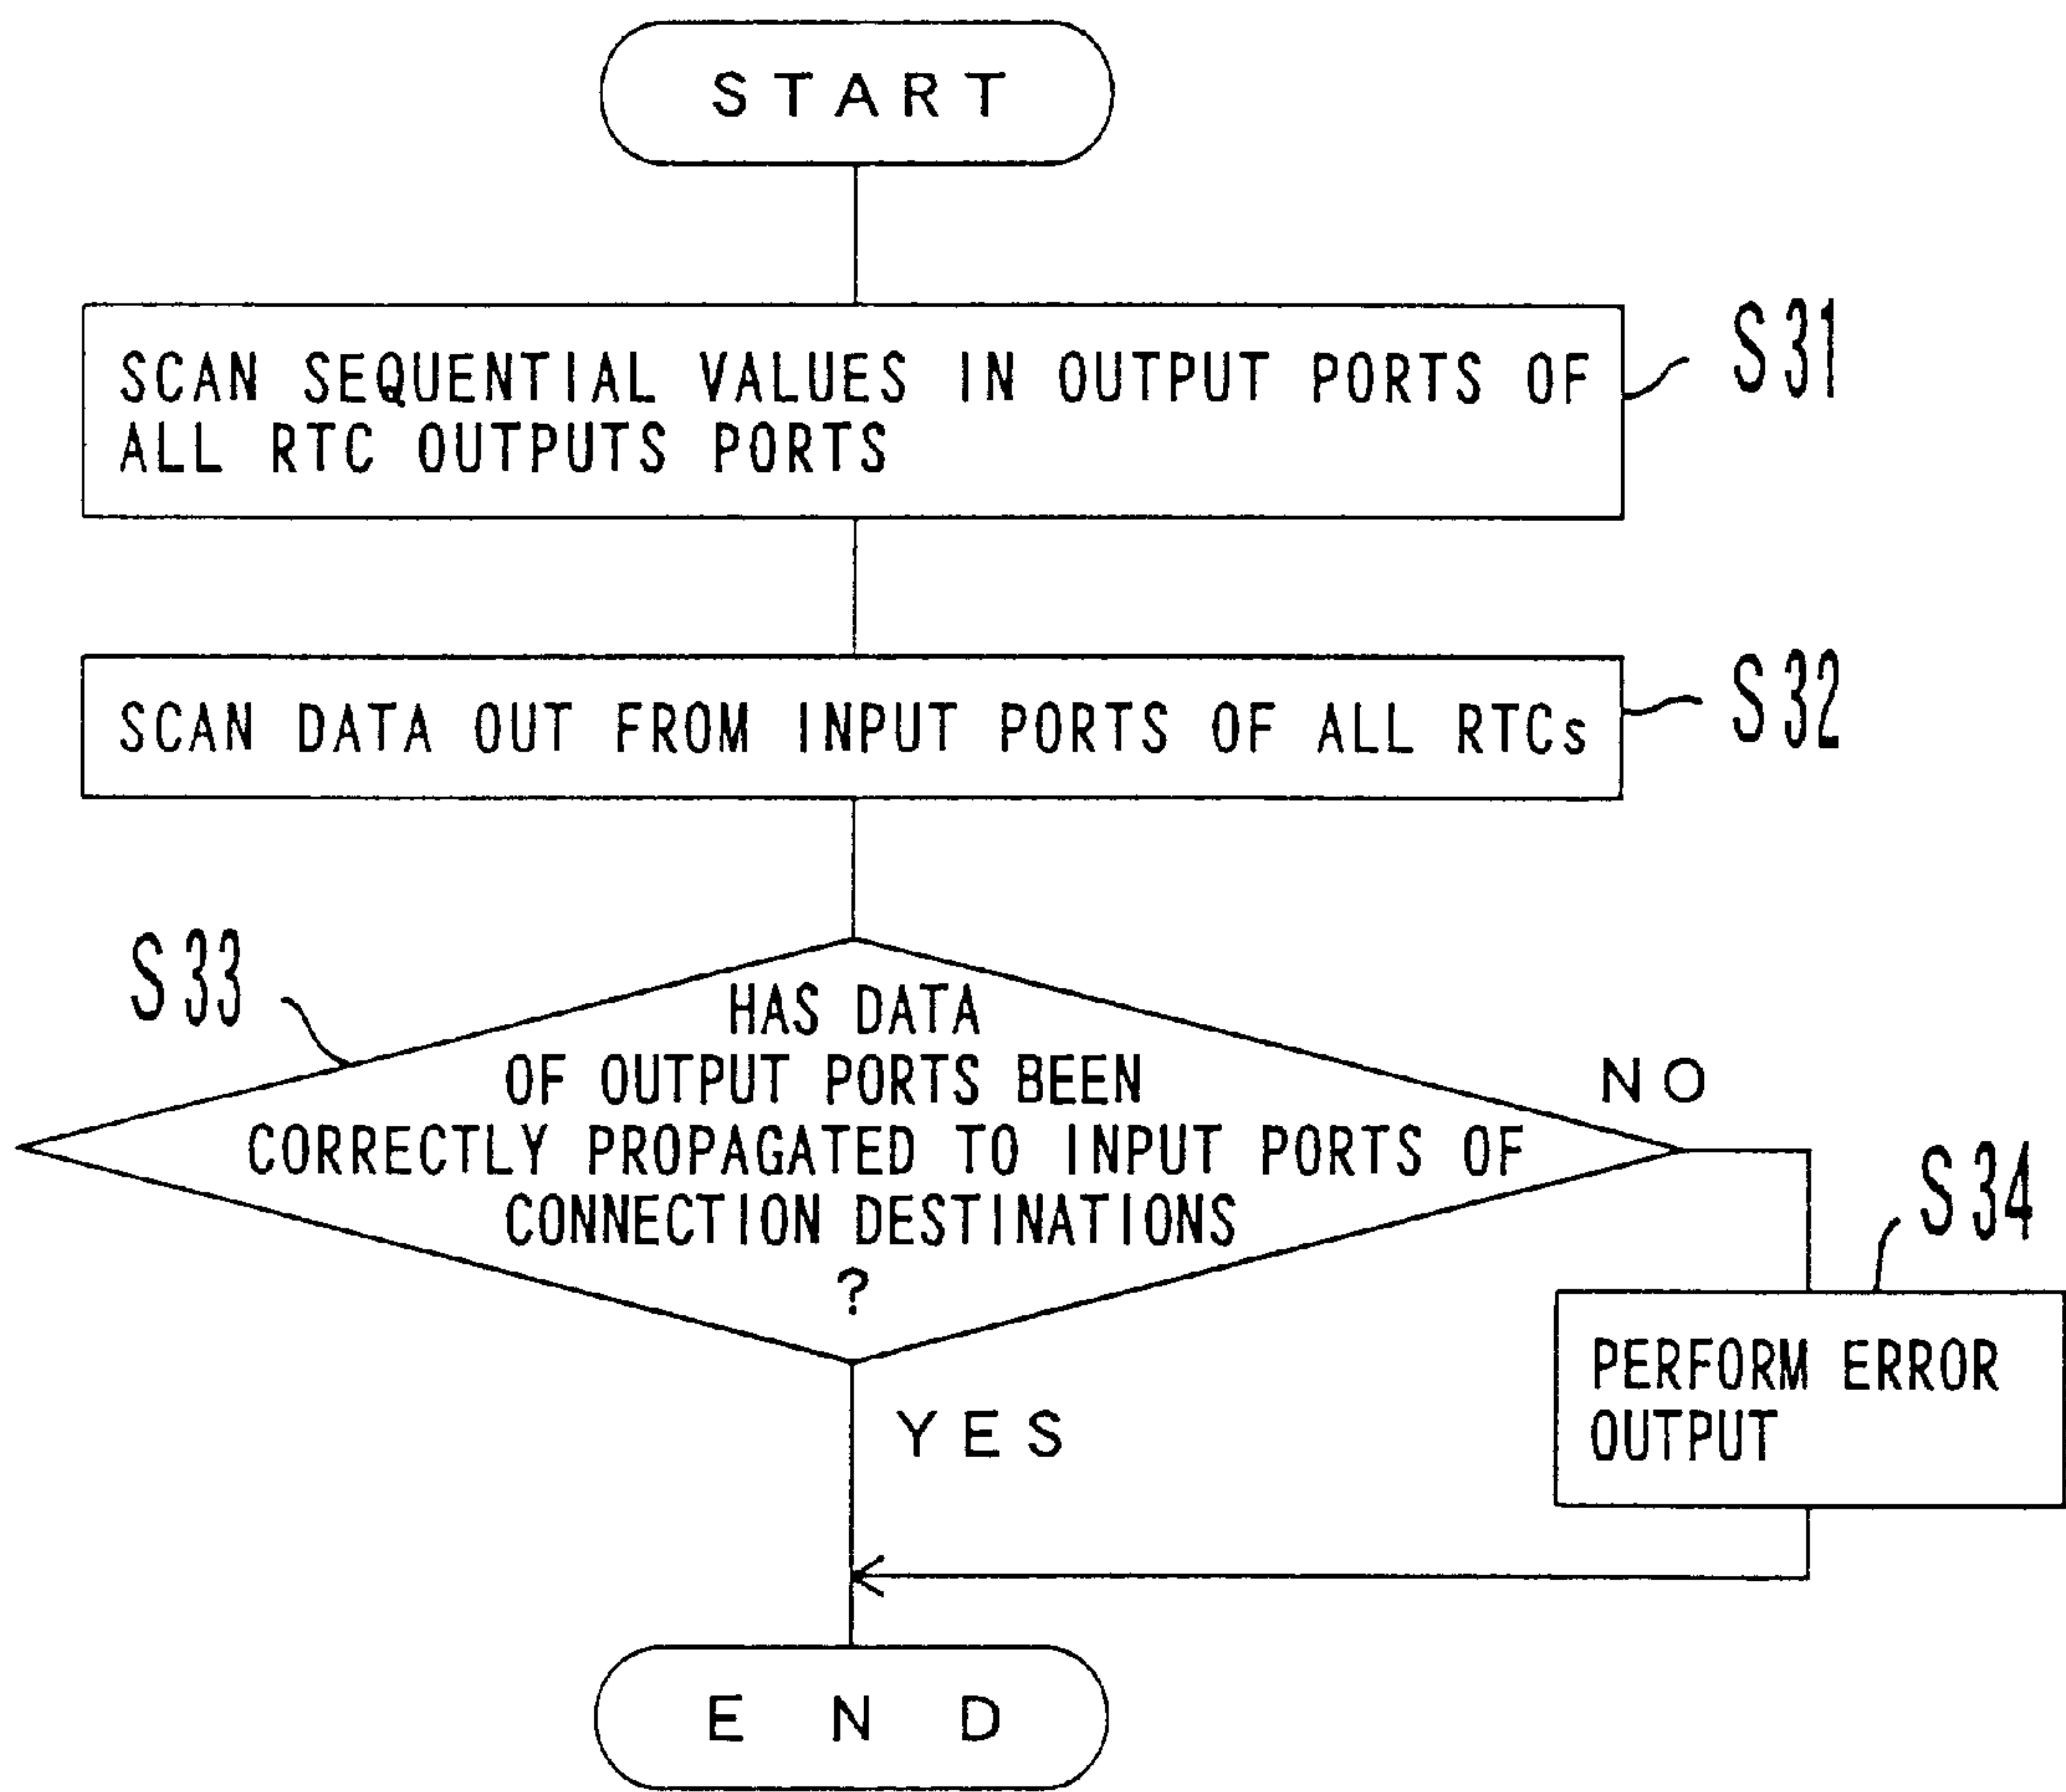 START
SCAN SEQUENTIAL VALUES IN OUTPUT PORTS OF
ALL RTC OUTPUTS PORTS
S31
SCAN DATA OUT FROM INPUT PORTS OF ALL RTCs
S32
S33
HAS DATA
OF OUTPUT PORTS BEEN
CORRECTLY PROPAGATED TO INPUT PORTS OF
CONNECTION DESTINATIONS
?
NO
S34
PERFORM ERROR
OUTPUT
YES
END